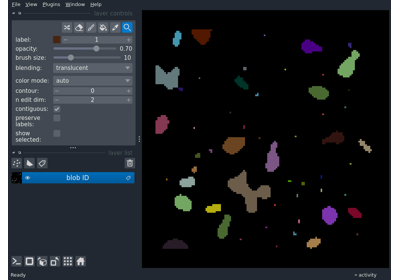 File View Plugins Window Help
layer controls
label: 1
opacity: 0.70
brush size: 10
blending: translucent
color mode: auto
contour: 0
n edit dim: 2
contiguous:
preserve
labels:
show
selected:
layer list
blob ID
Ready
activity